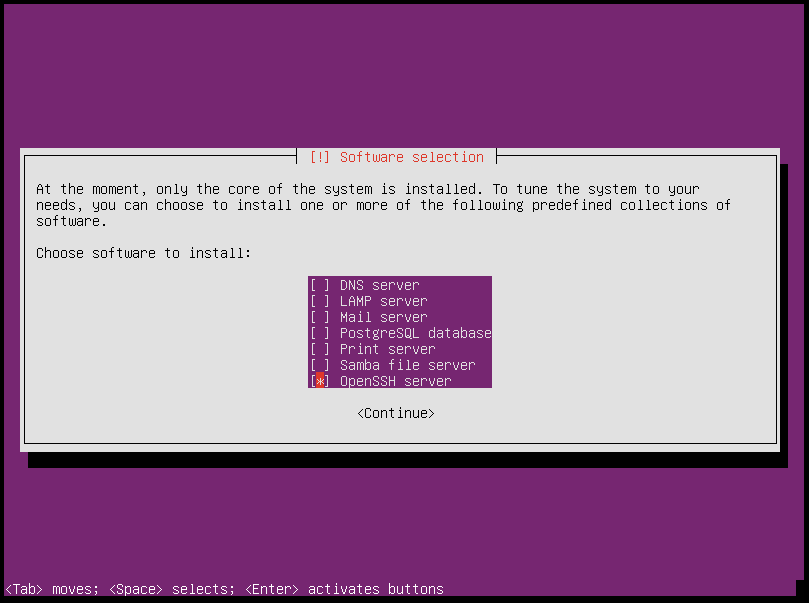 [!] Software selection
At the moment, only the core of the system is installed. To tune the system to your
needs, you can choose to install one or more of the following predefined collections of
software.
Choose software to install:
[ ] DNS server
[ ] LAMP server
[ ] Mail server
[ ] PostgreSQL database
[ ] Print server
[ ] Samba file server
[*] OpenSSH server
<Continue>
<Tab> moves; <Space> selects; <Enter> activates buttons